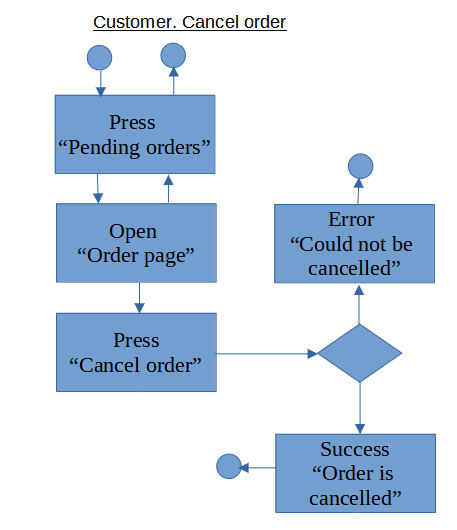 Customer. Cancel order
Press
“Pending orders”
Open
“Order page”
Press
“Cancel order”
Error
“Could not be
cancelled”
Success
“Order is
cancelled”